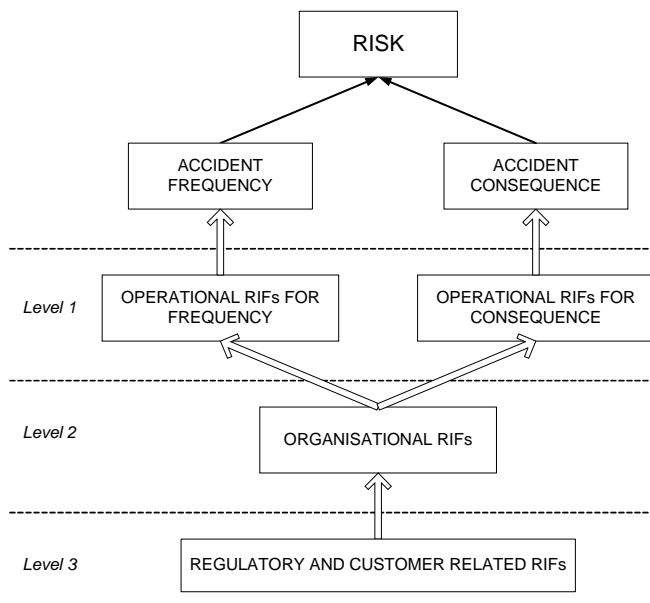 RISK
ACCIDENT
FREQUENCY
ACCIDENT
CONSEQUENCE
Level 1
OPERATIONAL RIFs FOR
FREQUENCY
OPERATIONAL RIFs FOR
CONSEQUENCE
Level 2
ORGANISATIONAL RIFs
Level 3
REGULATORY AND CUSTOMER RELATED RIFs